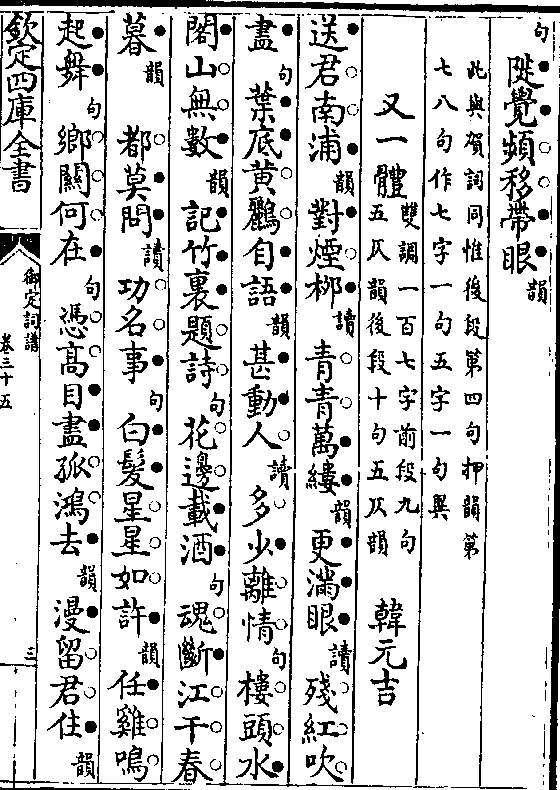 句
陡覺頻移帶眼韻
此與賀詞同惟後段第四句押韻第
七八句作七字一句五字一句異
又一體 雙調一百七字前段九句
五仄韻後段十句五仄韻 韓元吉
送君南浦韻對煙柳讀青青萬縷韻更滿眼讀殘紅吹
盡句葉底黃鸝自語韻甚動人讀多少離情句樓頭水
闊山無數韻記竹裏題詩句花邊載酒句魂斷江干春
暮韻 都莫問讀功名事句白髮星星如許韻任雞鳴
起舞句鄉關何在句憑高目盡孤鴻去韻漫留君住韻
欽定四庫全書
御定詞譜
卷三十五
三